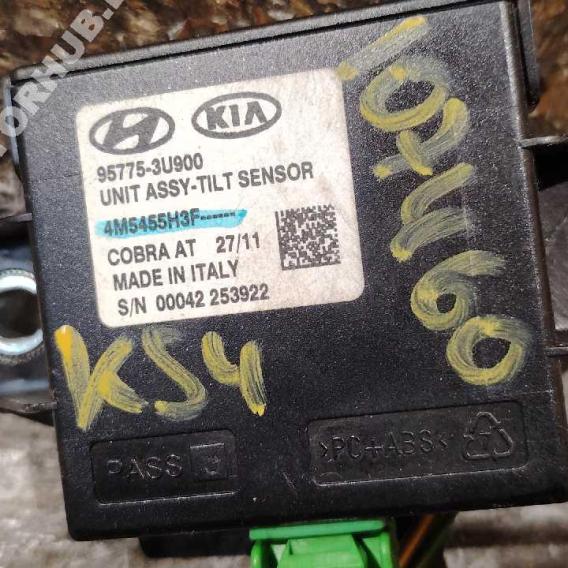 KIA
95775-3U900
UNIT ASSY-TILT SENSOR
4M5455H3F------
COBRA AT 27/11
MADE IN ITALY
S/N 00042 253922
KS4
PASS
>PC+ABS<